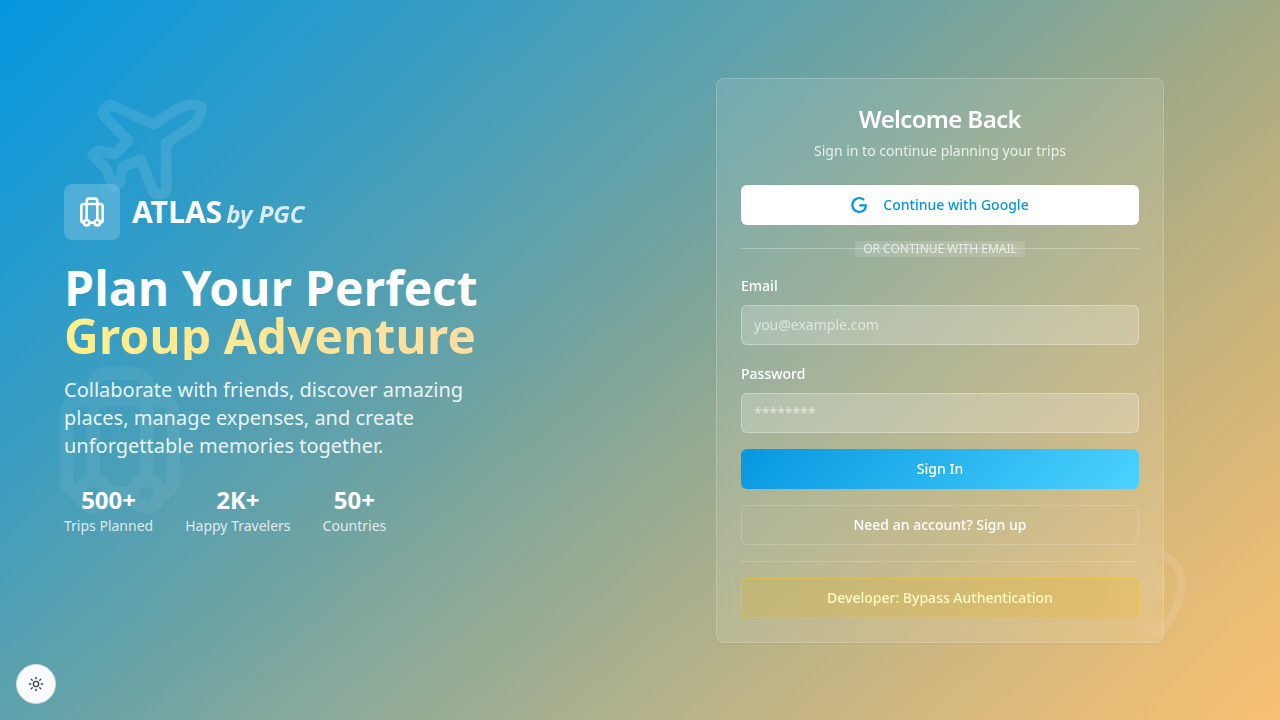 ATLAS by PGC
Plan Your Perfect
Group Adventure
Collaborate with friends, discover amazing
places, manage expenses, and create
unforgettable memories together.
500+
Trips Planned
2K+
Happy Travelers
50+
Countries
Welcome Back
Sign in to continue planning your trips
Continue with Google
OR CONTINUE WITH EMAIL
Email
you@example.com
Password
********
Sign In
Need an account? Sign up
Developer: Bypass Authentication